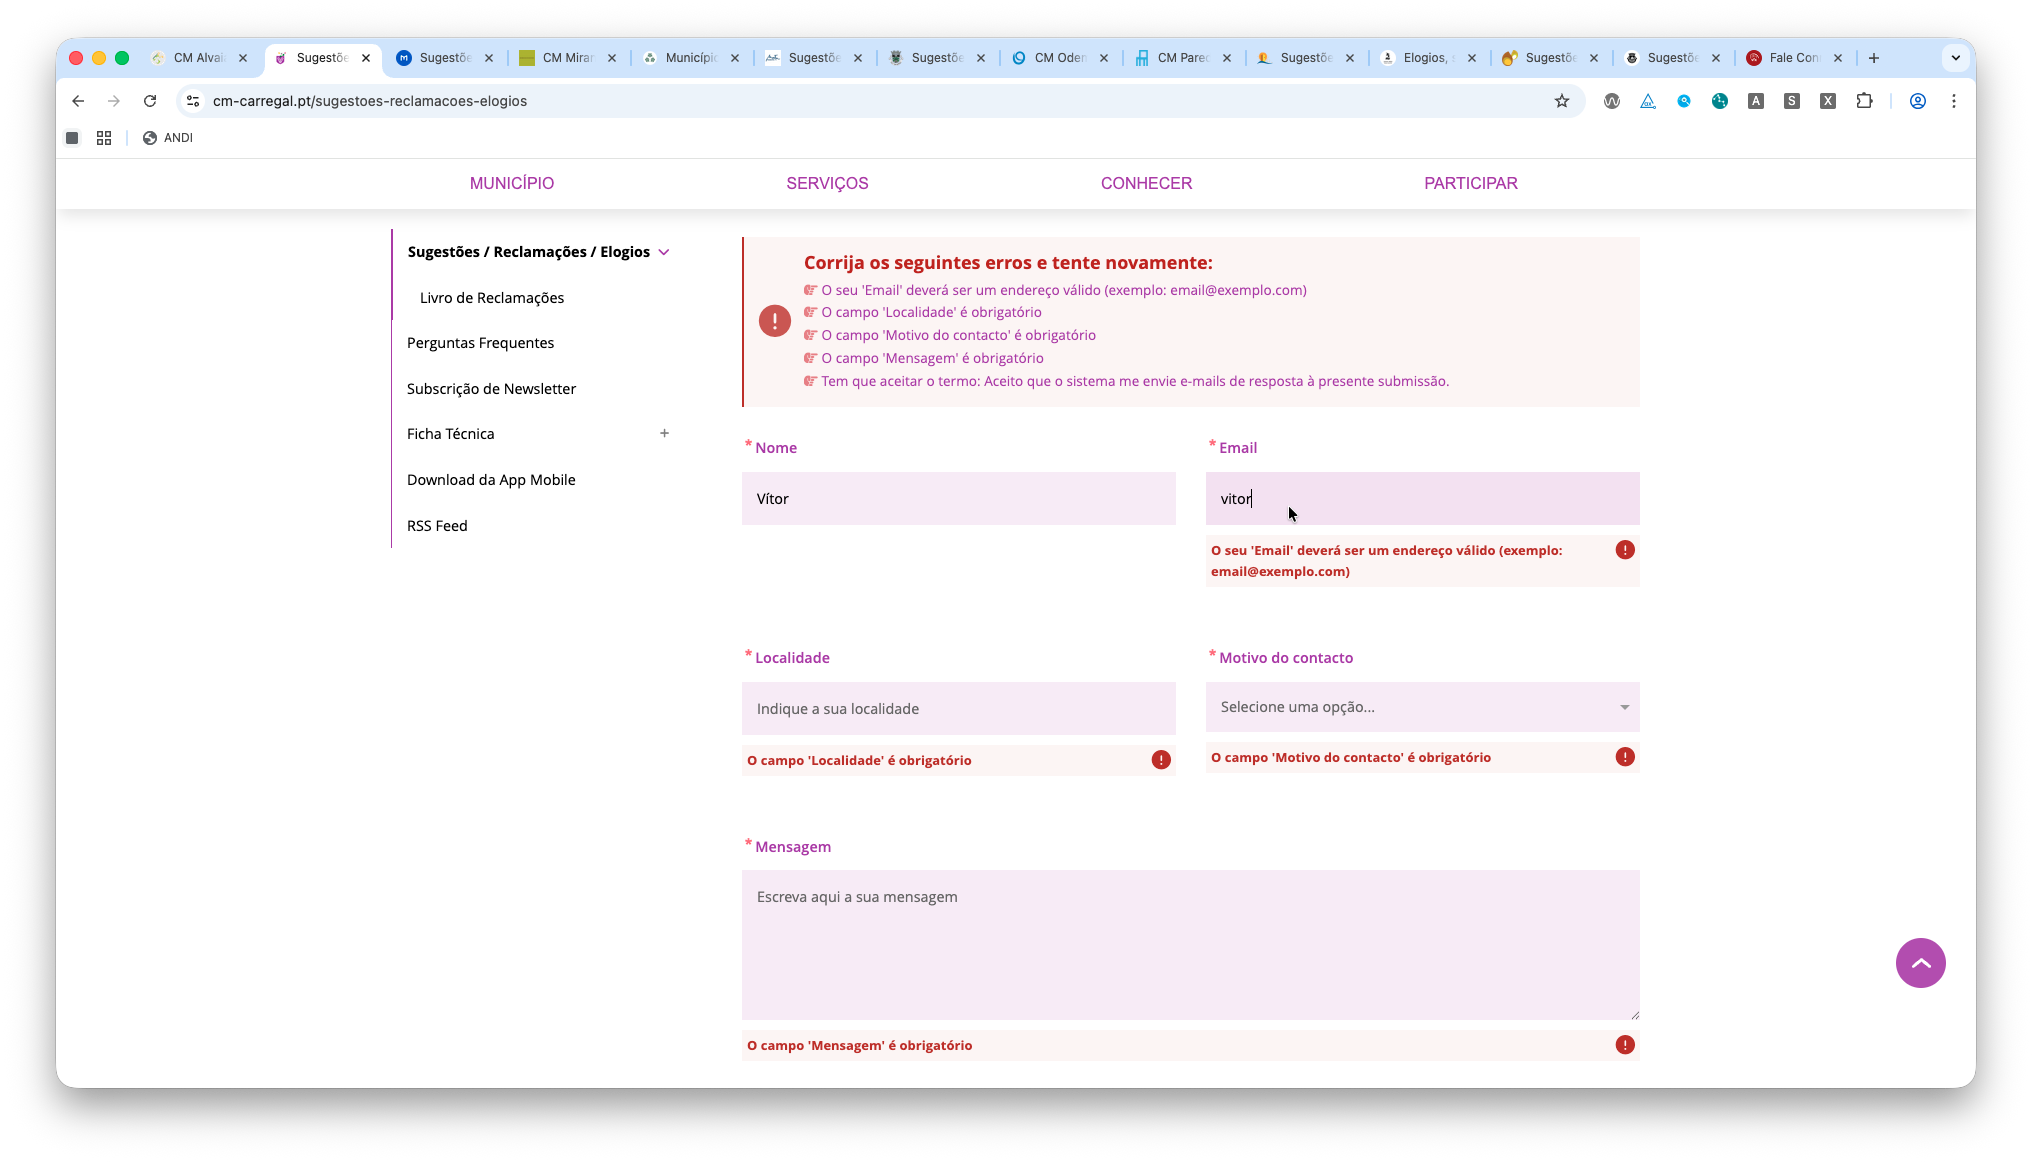 CM Alvai
Sugestõe
Sugestõe
CM Miran
Município
Sugestõe
Sugestõe
CM Odem
CM Pared
Sugestõe
Elogios, s
Sugestõe
Sugestõe
Fale Con
cm-carregal.pt/sugestoes-reclamacoes-elogios
A
S
X
ANDI
MUNICÍPIO
SERVIÇOS
CONHECER
PARTICIPAR
Sugestões / Reclamações / Elogios
Livro de Reclamações
Perguntas Frequentes
Subscrição de Newsletter
Ficha Técnica +
Download da App Mobile
RSS Feed
Corrija os seguintes erros e tente novamente:
O seu 'Email' deverá ser um endereço válido (exemplo: email@exemplo.com)
O campo 'Localidade' é obrigatório
O campo 'Motivo do contacto' é obrigatório
O campo 'Mensagem' é obrigatório
Tem que aceitar o termo: Aceito que o sistema me envie e-mails de resposta à presente submissão.
* Nome
Vítor
* Email
vitor
O seu 'Email' deverá ser um endereço válido (exemplo:
email@exemplo.com)
* Localidade
Indique a sua localidade
O campo 'Localidade' é obrigatório
* Motivo do contacto
Selecione uma opção...
O campo 'Motivo do contacto' é obrigatório
* Mensagem
Escreva aqui a sua mensagem
O campo 'Mensagem' é obrigatório